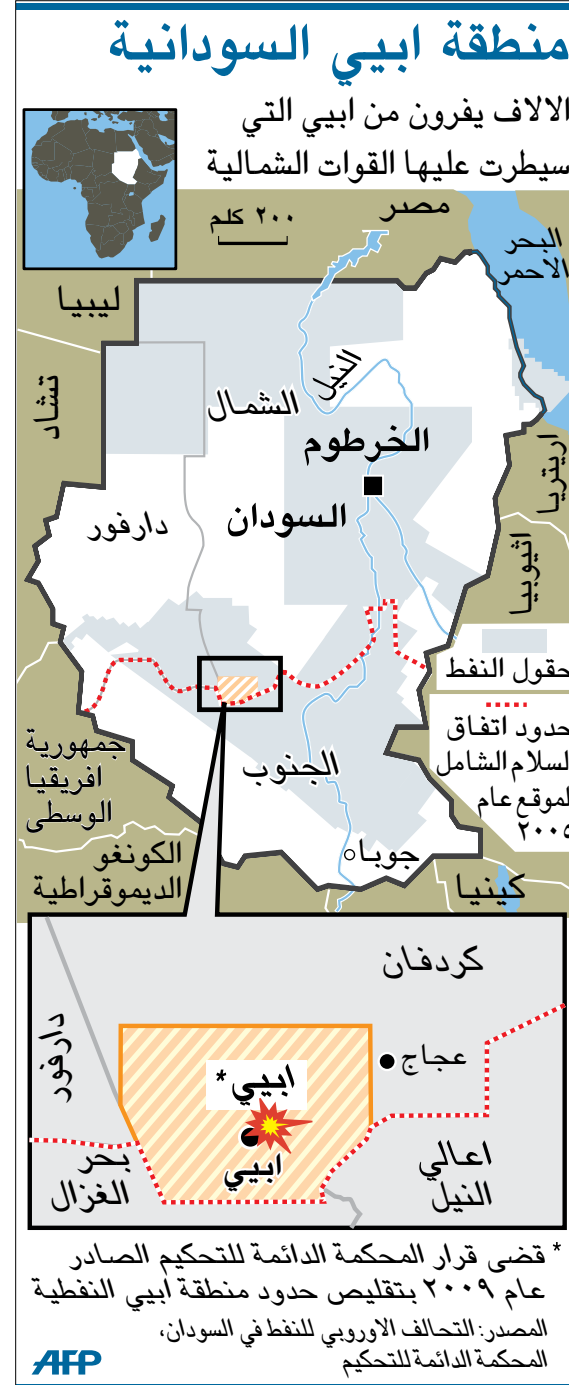 منطقة ابيي السودانية
الالاف يفرون من ابيي التي
سيطرت عليها القوات الشمالية
مصر
٢٠٠ كلم
البحر
الاحمر
ليبيا
النيل
تشاد
الشمال
الخرطوم
اريتريا
السودان
دارفور
اثيوبيا
حقول النفط
حدود اتفاق
السلام الشامل
الموقع عام
٢٠٠٥
جمهورية
افريقيا
الوسطى
الجنوب
جوبا
الكونغو
الديموقراطية
كينيا
كردفان
دارفور
عجاج
ابيي*
ابيي
بحر
الغزال
اعالي
النيل
* قضى قرار المحكمة الدائمة للتحكيم الصادر
عام ٢٠٠٩ بتقليص حدود منطقة ابيي النفطية
المصدر: التحالف الاوروبي للنفط في السودان،
المحكمة الدائمة للتحكيم
AFP